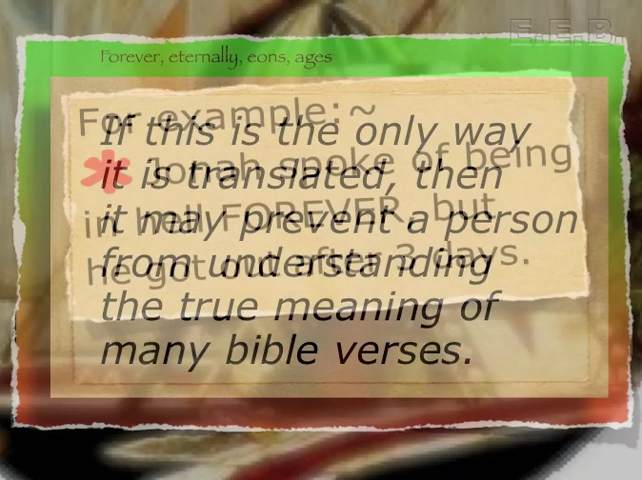 E.E.B.
Forever, eternally, eons, ages
For example:~
* Jonah spoke of being
in hell FOREVER, but
he got out after 3 days.
If this is the only way
it is translated, then
it may prevent a person
from understanding
the true meaning of
many bible verses.